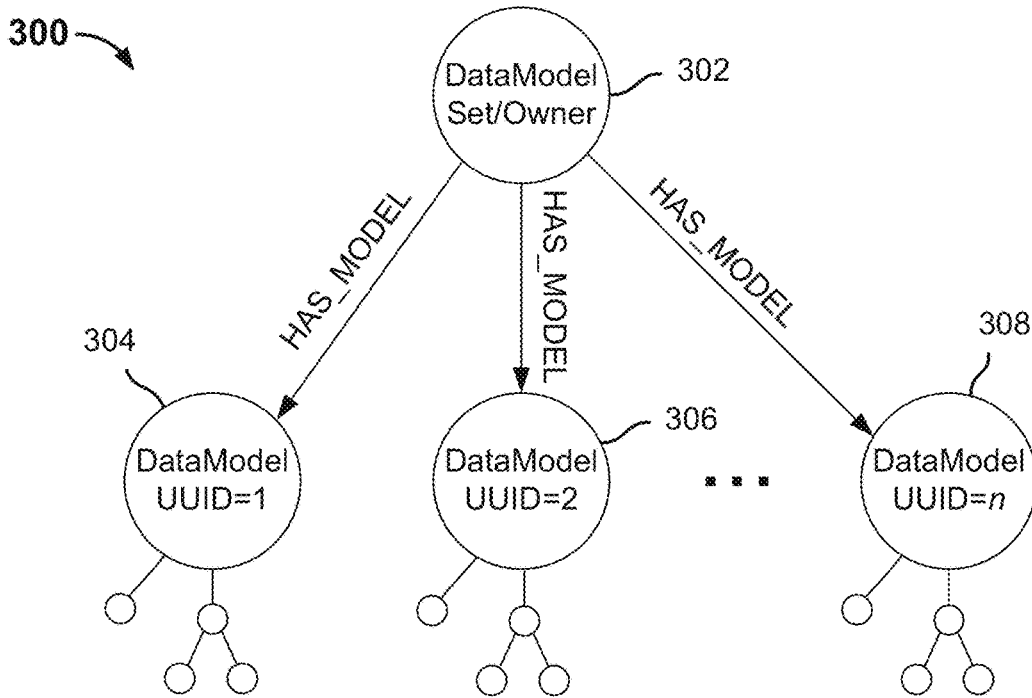 300
DataModel
Set/Owner
302
HAS_MODEL
HAS_MODEL
HAS_MODEL
304
306
308
DataModel
UUID=1
DataModel
UUID=2
...
DataModel
UUID=n